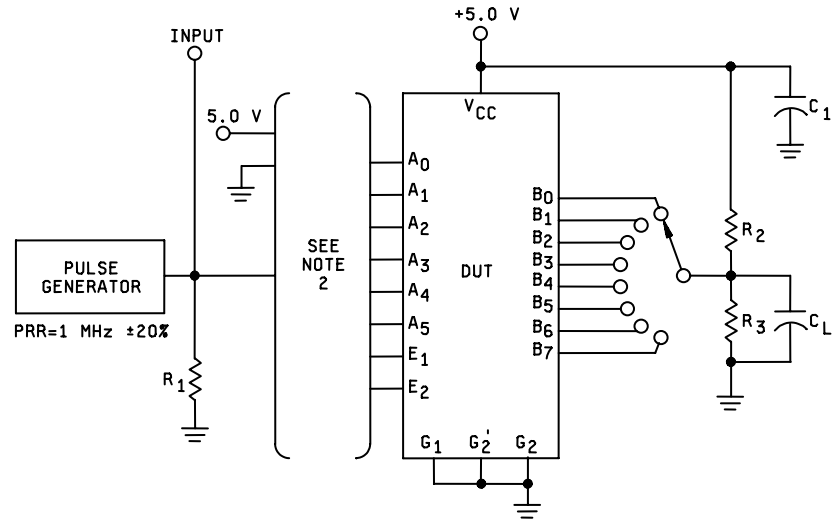 +5.0 V
INPUT
5.0 V
VCC
C1
A0
A1
A2
A3
A4
A5
E1
E2
B0
B1
B2
B3
B4
B5
B6
B7
SEE
NOTE
2
DUT
R2
R3
CL
PULSE
GENERATOR
PRR=1 MHz ±20%
R1
G1 G2' G2